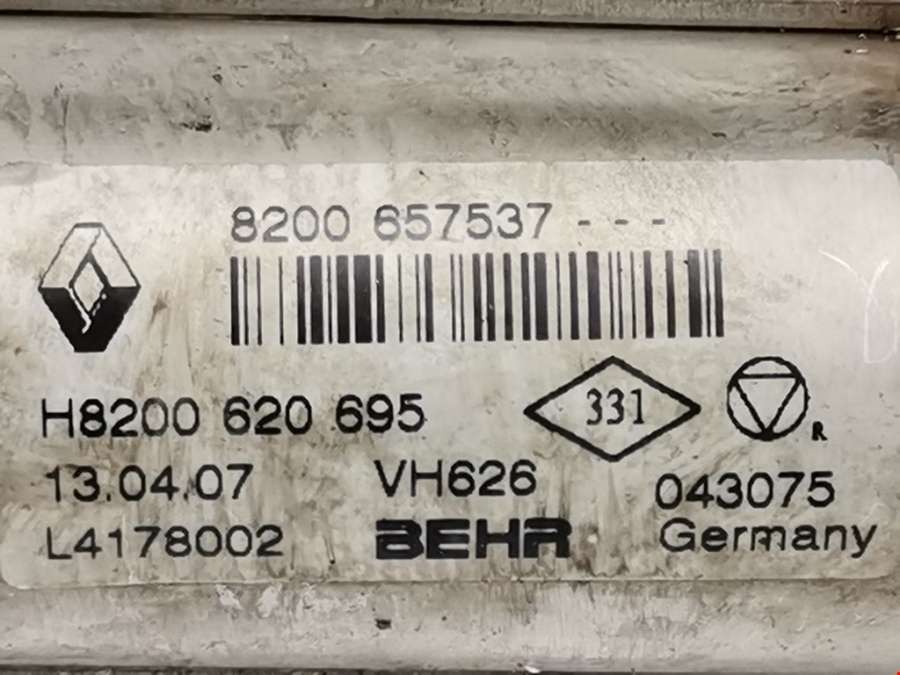 8200 657537 - - -
H8200 620 695
331
R
13.04.07 VH626 043075
L4178002 BEHR Germany